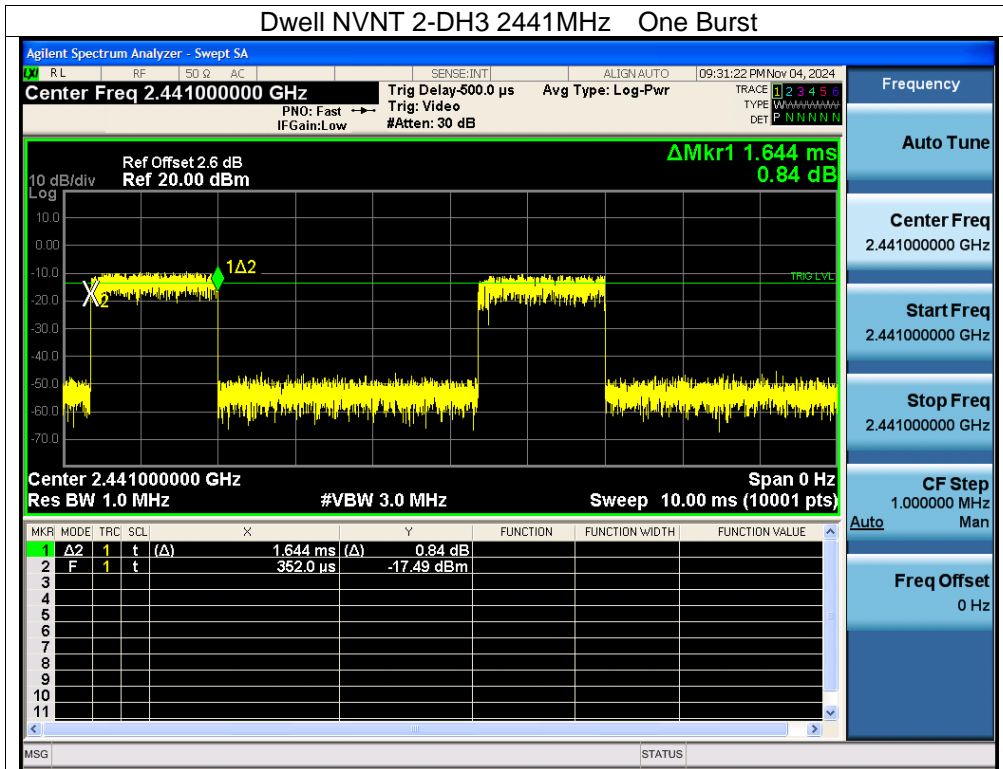 Dwell NVNT 2-DH3 2441MHz    One Burst
Agilent Spectrum Analyzer - Swept SA
LXI RL RF 50 Ω AC SENSE:INT ALIGN AUTO 09:31:22 PM Nov 04, 2024
Center Freq 2.441000000 GHz Trig Delay-500.0 µs Avg Type: Log-Pwr TRACE 1 2 3 4 5 6
PNO: Fast Trig: Video TYPE WWWWWW
IFGain:Low #Atten: 30 dB DET P N N N N N
ΔMkr1 1.644 ms
0.84 dB
Ref Offset 2.6 dB
10 dB/div Ref 20.00 dBm
Log
10.0
0.00
-10.0
-20.0
-30.0
-40.0
-50.0
-60.0
-70.0
1Δ2
2
TRIG LVL
Center 2.441000000 GHz Span 0 Hz
Res BW 1.0 MHz #VBW 3.0 MHz Sweep 10.00 ms (10001 pts)
MKR MODE TRC SCL X Y FUNCTION FUNCTION WIDTH FUNCTION VALUE
1 Δ2 1 t (Δ) 1.644 ms (Δ) 0.84 dB
2 F 1 t 352.0 µs -17.49 dBm
3
4
5
6
7
8
9
10
11
MSG STATUS
Frequency
Auto Tune
Center Freq
2.441000000 GHz
Start Freq
2.441000000 GHz
Stop Freq
2.441000000 GHz
CF Step
1.000000 MHz
Auto Man
Freq Offset
0 Hz